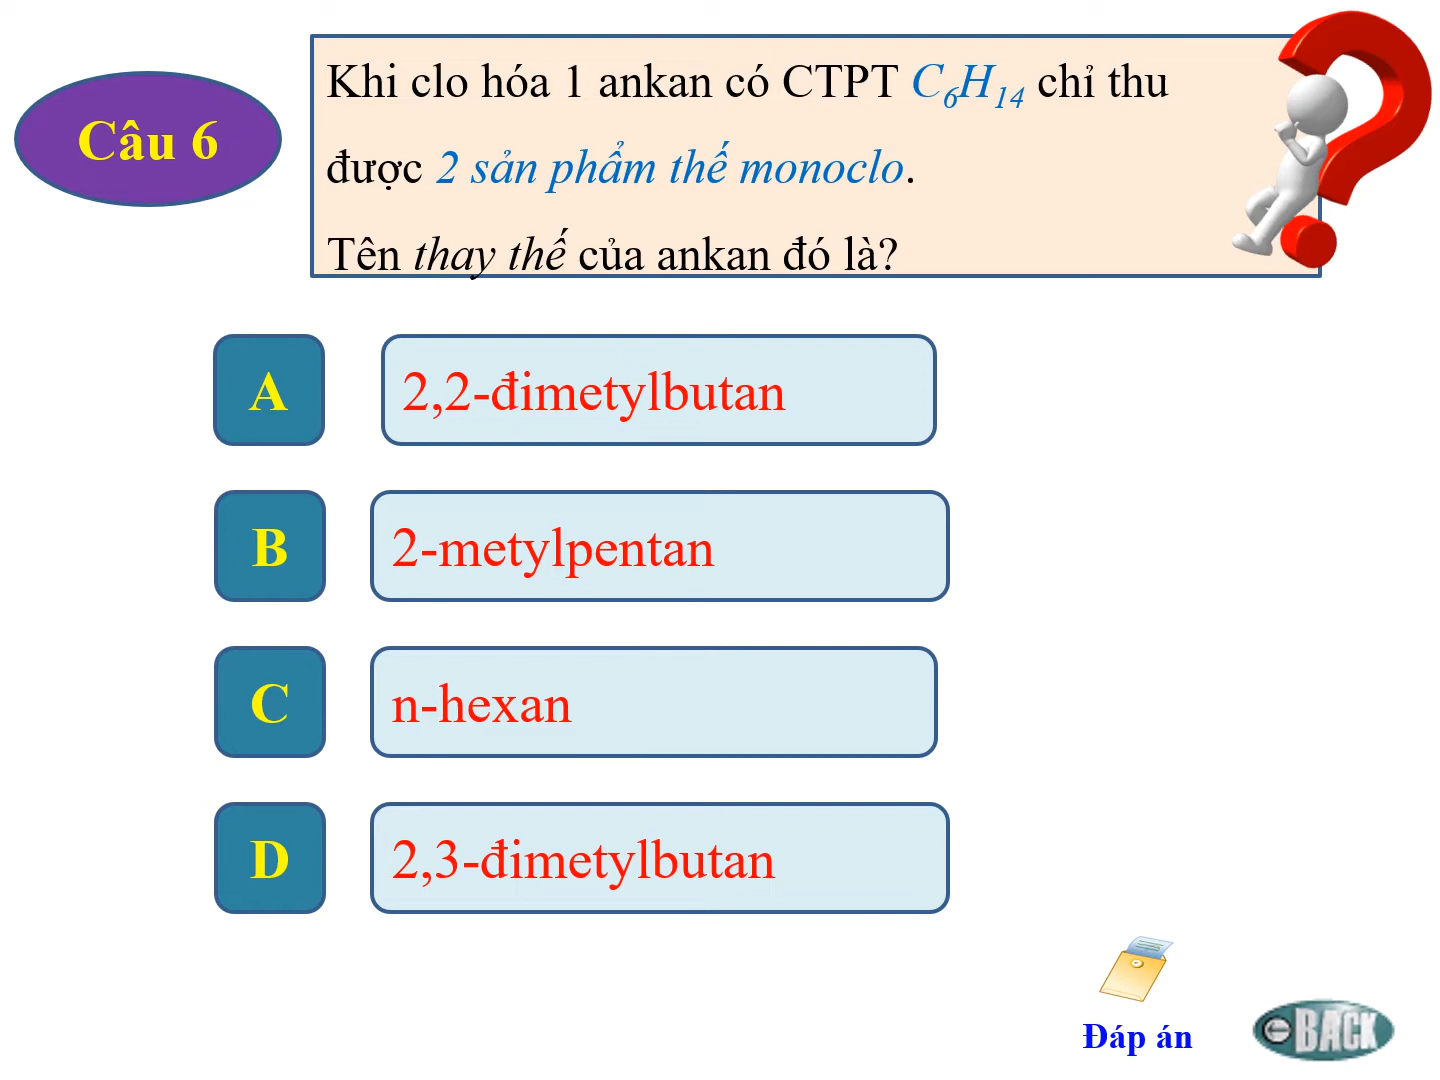 Câu 6
Khi clo hóa 1 ankan có CTPT C₆H₁₄ chỉ thu
được 2 sản phẩm thế monoclo.
Tên thay thế của ankan đó là?
A
2,2-đimetylbutan
B
2-metylpentan
C
n-hexan
D
2,3-đimetylbutan
Đáp án
BACK